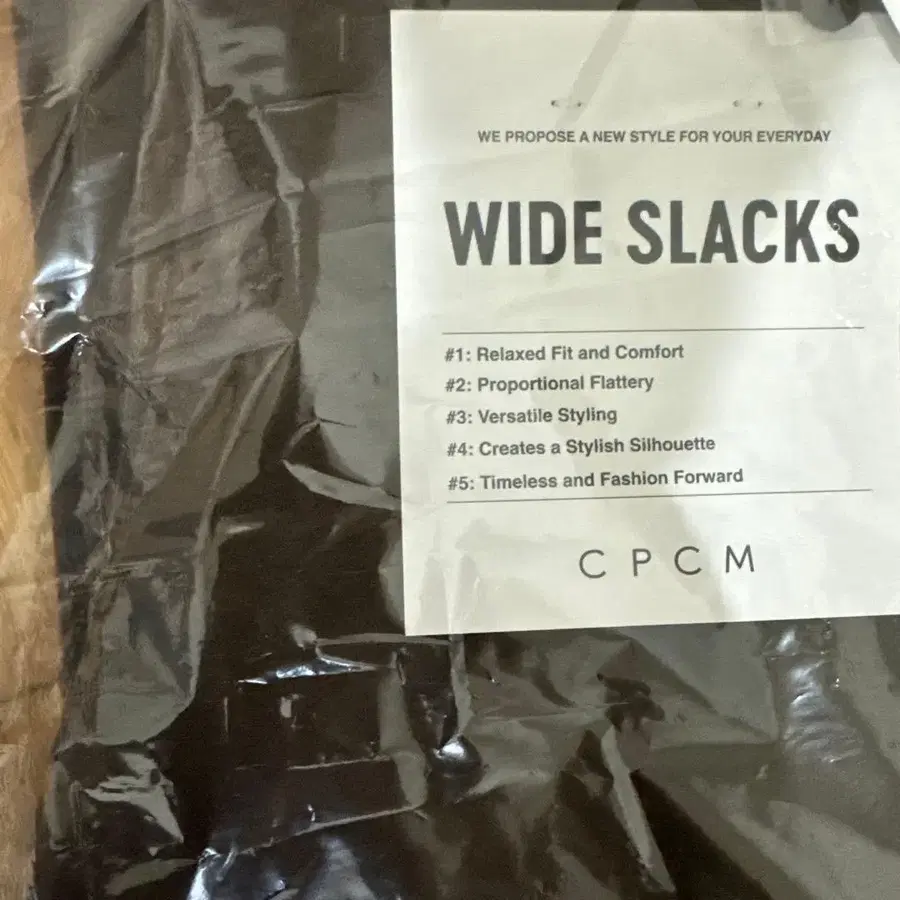 WE PROPOSE A NEW STYLE FOR YOUR EVERYDAY
WIDE SLACKS
#1: Relaxed Fit and Comfort
#2: Proportional Flattery
#3: Versatile Styling
#4: Creates a Stylish Silhouette
#5: Timeless and Fashion Forward
CPCM